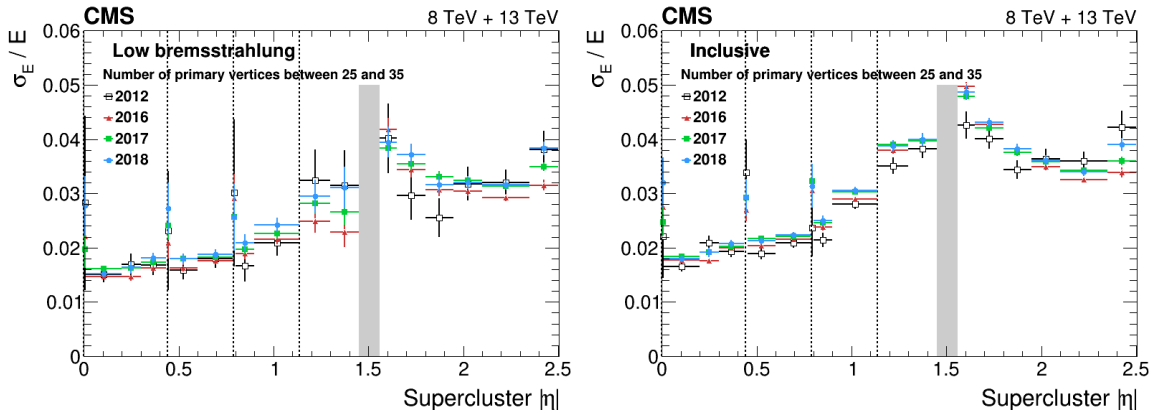 CMS 8 TeV + 13 TeV
σ_E / E
Low bremsstrahlung
Number of primary vertices between 25 and 35
2012
2016
2017
2018
0.06
0.05
0.04
0.03
0.02
0.01
0
0 0.5 1 1.5 2 2.5
Supercluster |η|
CMS 8 TeV + 13 TeV
σ_E / E
Inclusive
Number of primary vertices between 25 and 35
2012
2016
2017
2018
0.06
0.05
0.04
0.03
0.02
0.01
0
0 0.5 1 1.5 2 2.5
Supercluster |η|